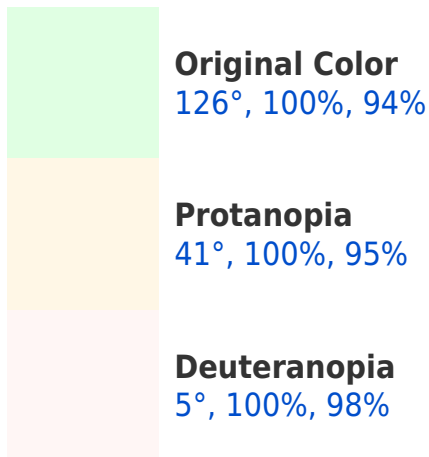 Original Color
126°, 100%, 94%
Protanopia
41°, 100%, 95%
Deuteranopia
5°, 100%, 98%